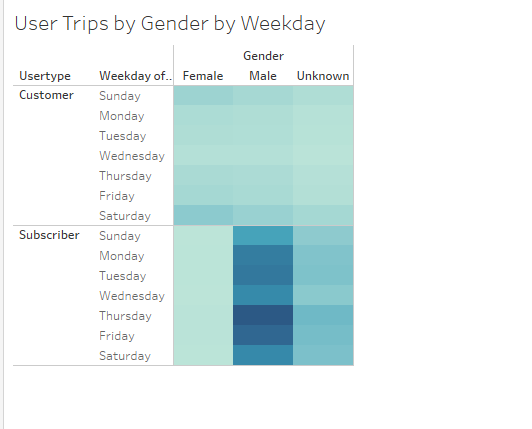 User Trips by Gender by Weekday
Gender
Usertype Weekday of.. Female Male Unknown
Customer Sunday
Monday
Tuesday
Wednesday
Thursday
Friday
Saturday
Subscriber Sunday
Monday
Tuesday
Wednesday
Thursday
Friday
Saturday